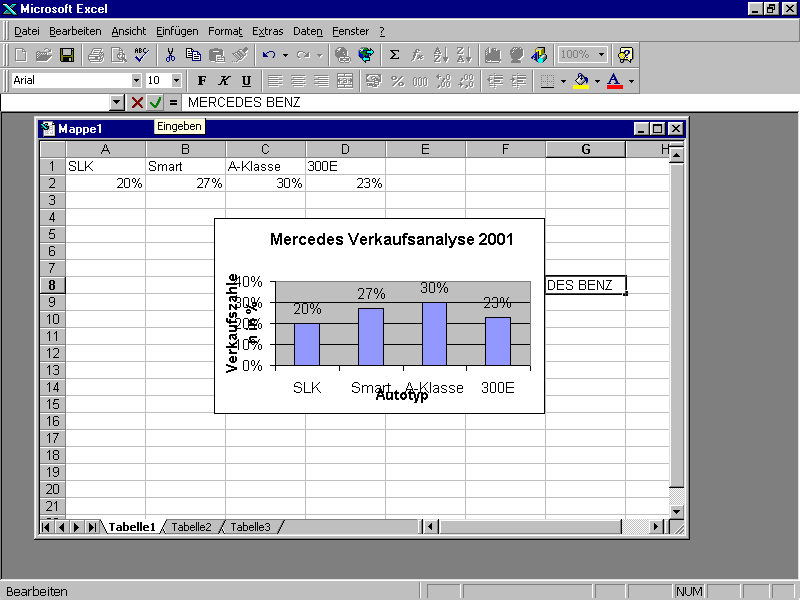 Microsoft Excel
Datei Bearbeiten Ansicht Einfügen Format Extras Daten Fenster ?
100%
Arial 10 F K U % 000
= MERCEDES BENZ
Eingeben
Mappe1
A B C D E F G H
1 SLK Smart A-Klasse 300E
2 20% 27% 30% 23%
3
4
5
6
7
8 DES BENZ
9
10
11
12
13
14
15
16
17
18
19
20
21
Mercedes Verkaufsanalyse 2001
Verkaufszahle
n in %
40%
30%
20%
10%
0%
20% 27% 30% 23%
SLK Smart A-Klasse 300E
Autotyp
Tabelle1 Tabelle2 Tabelle3
Bearbeiten NUM